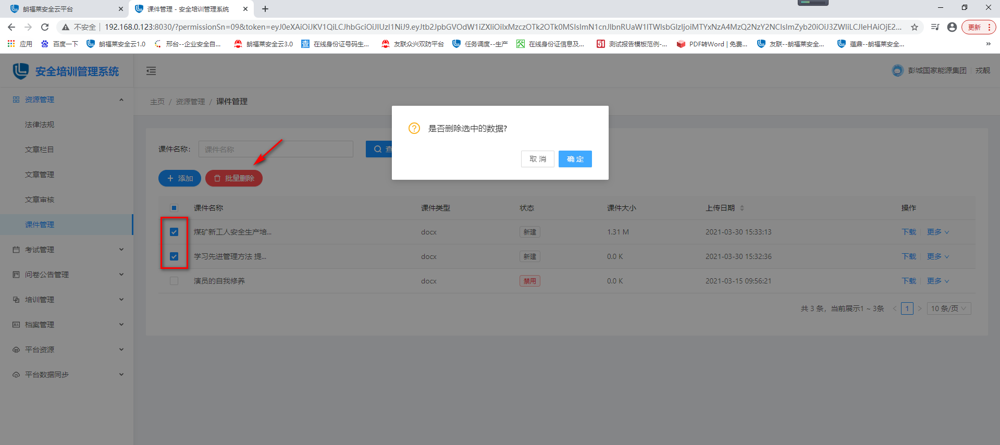 朗福莱安全云平台
课件管理 - 安全培训管理系统
不安全 192.168.0.123:8030/?permissionSn=09&token=eyJ0eXAiOiJKV1QiLCJhbGciOiJIUzI1NiJ9.eyJtb2JpbGVOdW1iZXIiOiIxMzczOTk2OTk0MSIsImN1cnJlbnRUaW1lTWlsbGlzIjoiMTYxNzA4MzQ2NzY2NCIsImZyb20iOiJ3ZWIiLCJleHAiOjE2...
更新
应用
百度一下
朗福莱安全云1.0
邢台--企业安全自...
朗福莱安全云3.0
在线身份证号码生...
友联众兴双防平台
任务调度--生产
在线身份证信息及...
测试报告模板范例-...
PDF转Word | 免费...
友联--朗福莱安全...
蕴鼎--朗福莱安全...
安全培训管理系统
彭城国家能源集团 戎靓
资源管理
法律法规
文章栏目
文章管理
文章审核
课件管理
考试管理
问卷公告管理
培训管理
档案管理
平台资源
平台数据同步
主页 / 资源管理 / 课件管理
是否删除选中的数据?
取 消
确 定
课件名称: 课件名称
查
添加
批量删除
课件名称 课件类型 状态 课件大小 上传日期 操作
煤矿新工人安全生产培... docx 新建 1.31 M 2021-03-30 15:33:13 下载 更多
学习先进管理方法 提... docx 新建 0.0 K 2021-03-30 15:32:36 下载 更多
演员的自我修养 docx 禁用 0.0 K 2021-03-15 09:56:21 下载 更多
共 3 条，当前展示1 ~ 3条 < 1 > 10 条/页